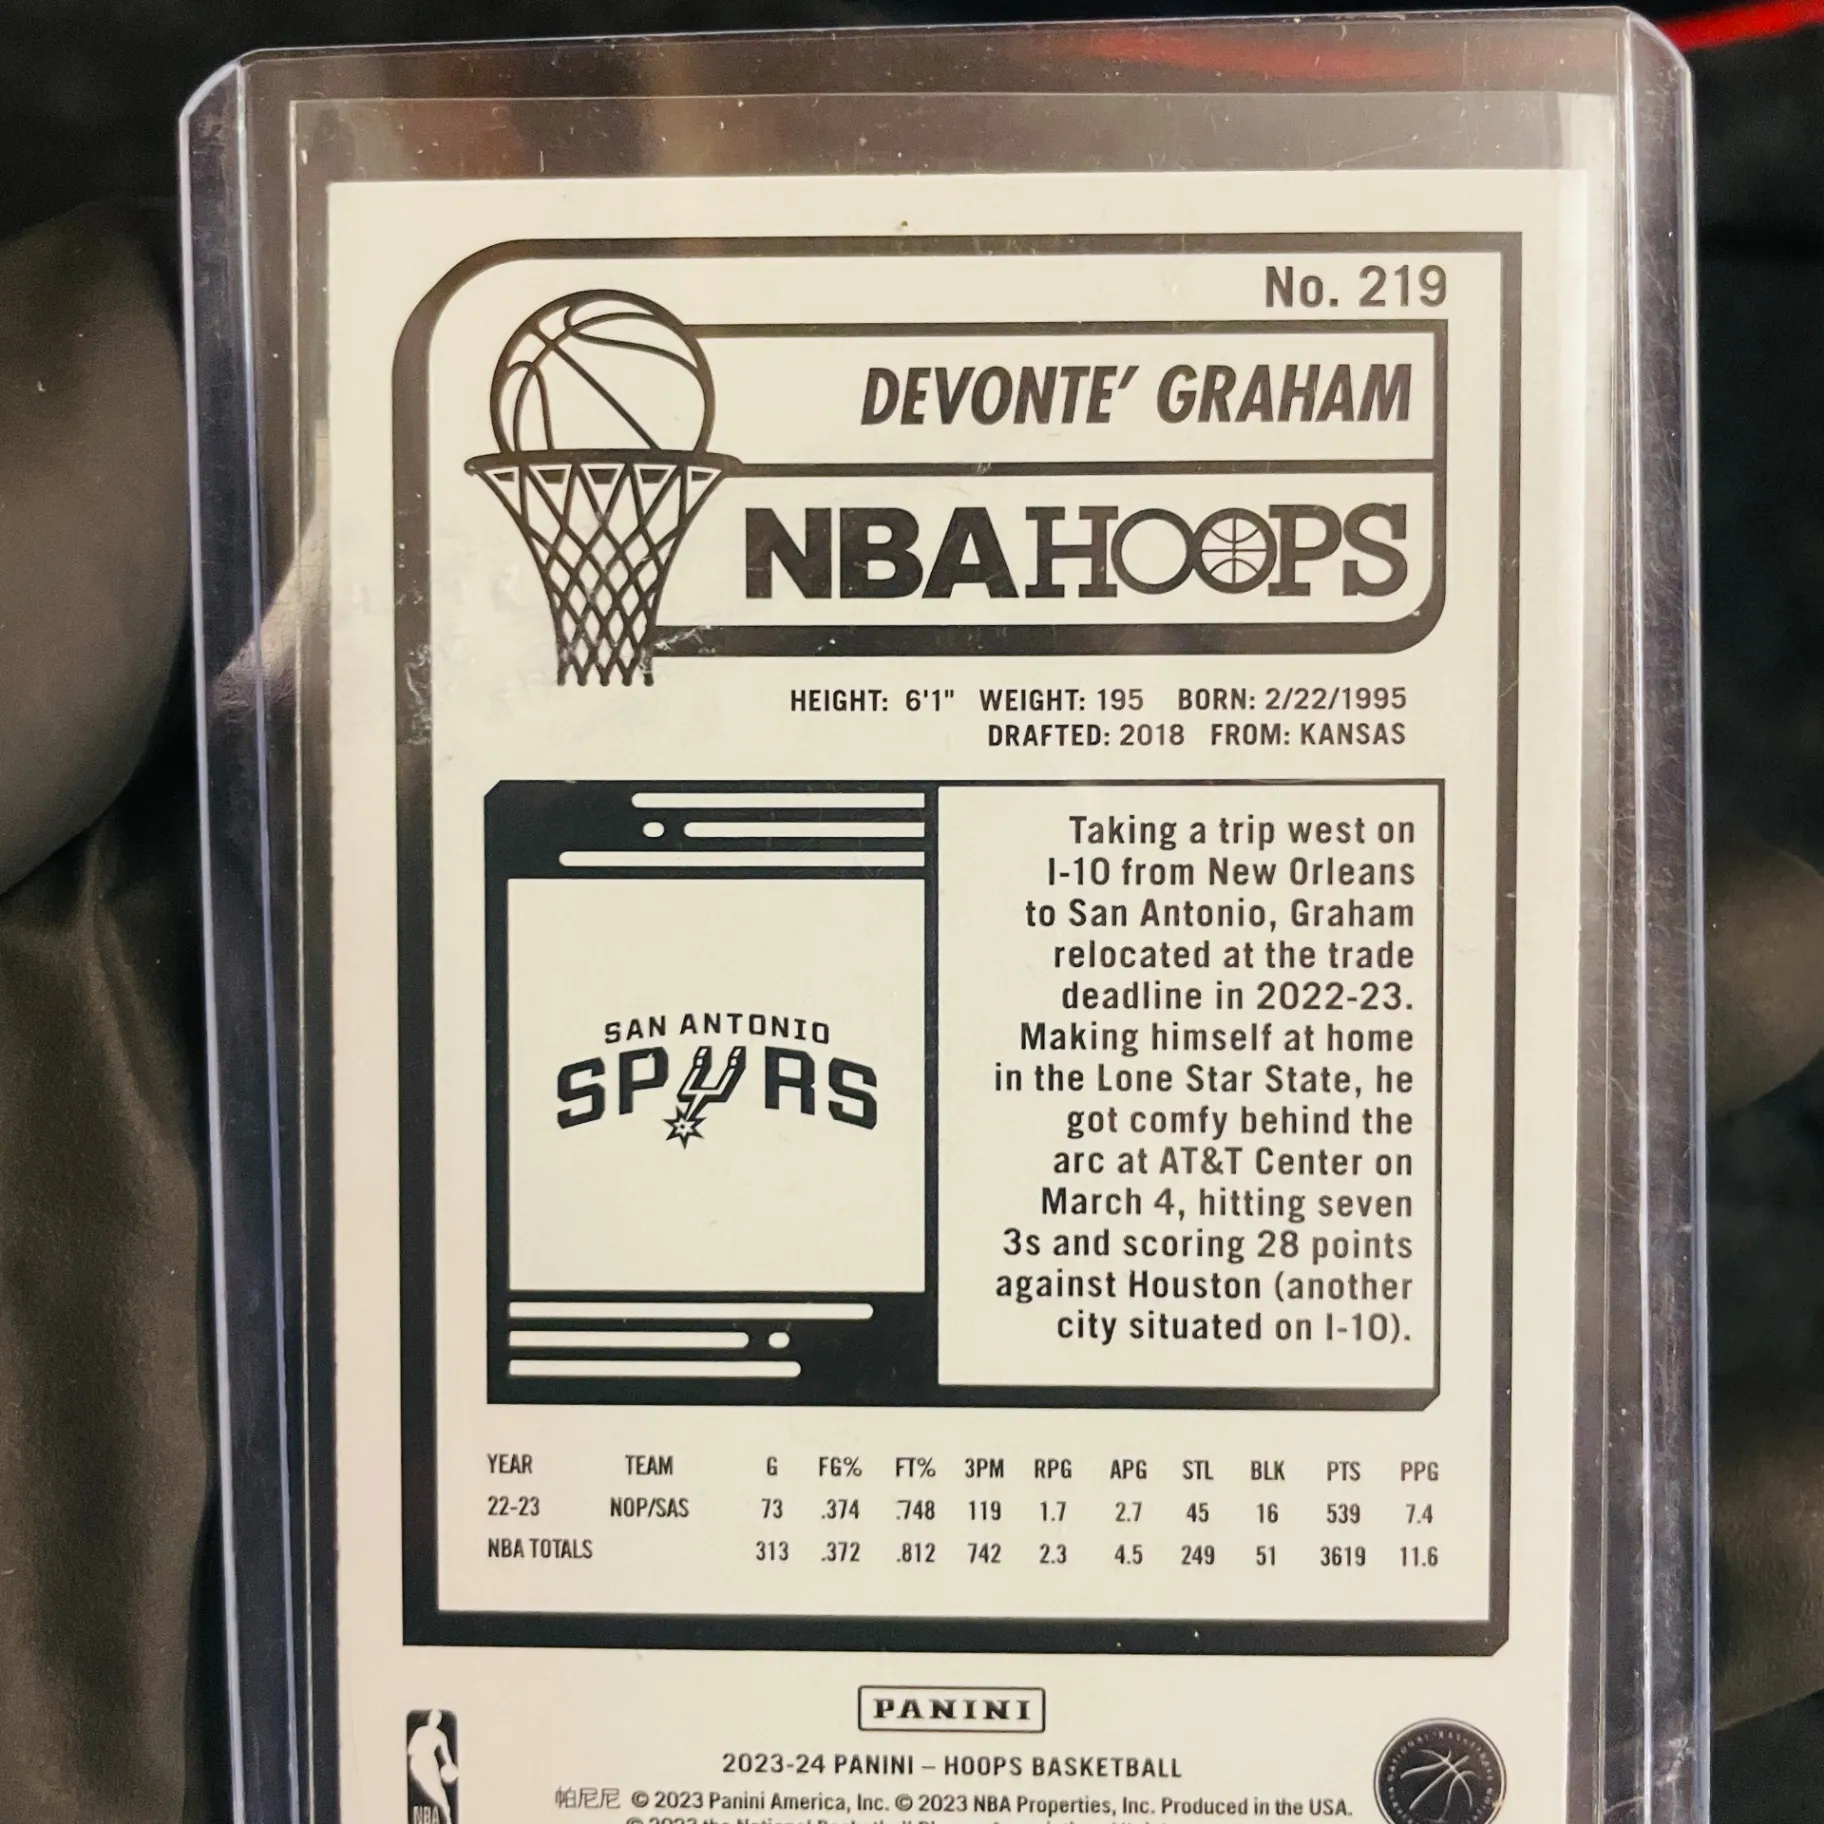 No. 219
DEVONTE' GRAHAM
NBA HOOPS
HEIGHT: 6'1" WEIGHT: 195 BORN: 2/22/1995
DRAFTED: 2018 FROM: KANSAS
SAN ANTONIO
SPURS
Taking a trip west on
I-10 from New Orleans
to San Antonio, Graham
relocated at the trade
deadline in 2022-23.
Making himself at home
in the Lone Star State, he
got comfy behind the
arc at AT&T Center on
March 4, hitting seven
3s and scoring 28 points
against Houston (another
city situated on I-10).
YEAR TEAM G FG% FT% 3PM RPG APG STL BLK PTS PPG
22-23 NOP/SAS 73 .374 .748 119 1.7 2.7 45 16 539 7.4
NBA TOTALS 313 .372 .812 742 2.3 4.5 249 51 3619 11.6
PANINI
2023-24 PANINI – HOOPS BASKETBALL
帕尼尼 © 2023 Panini America, Inc. © 2023 NBA Properties, Inc. Produced in the USA.
NBA